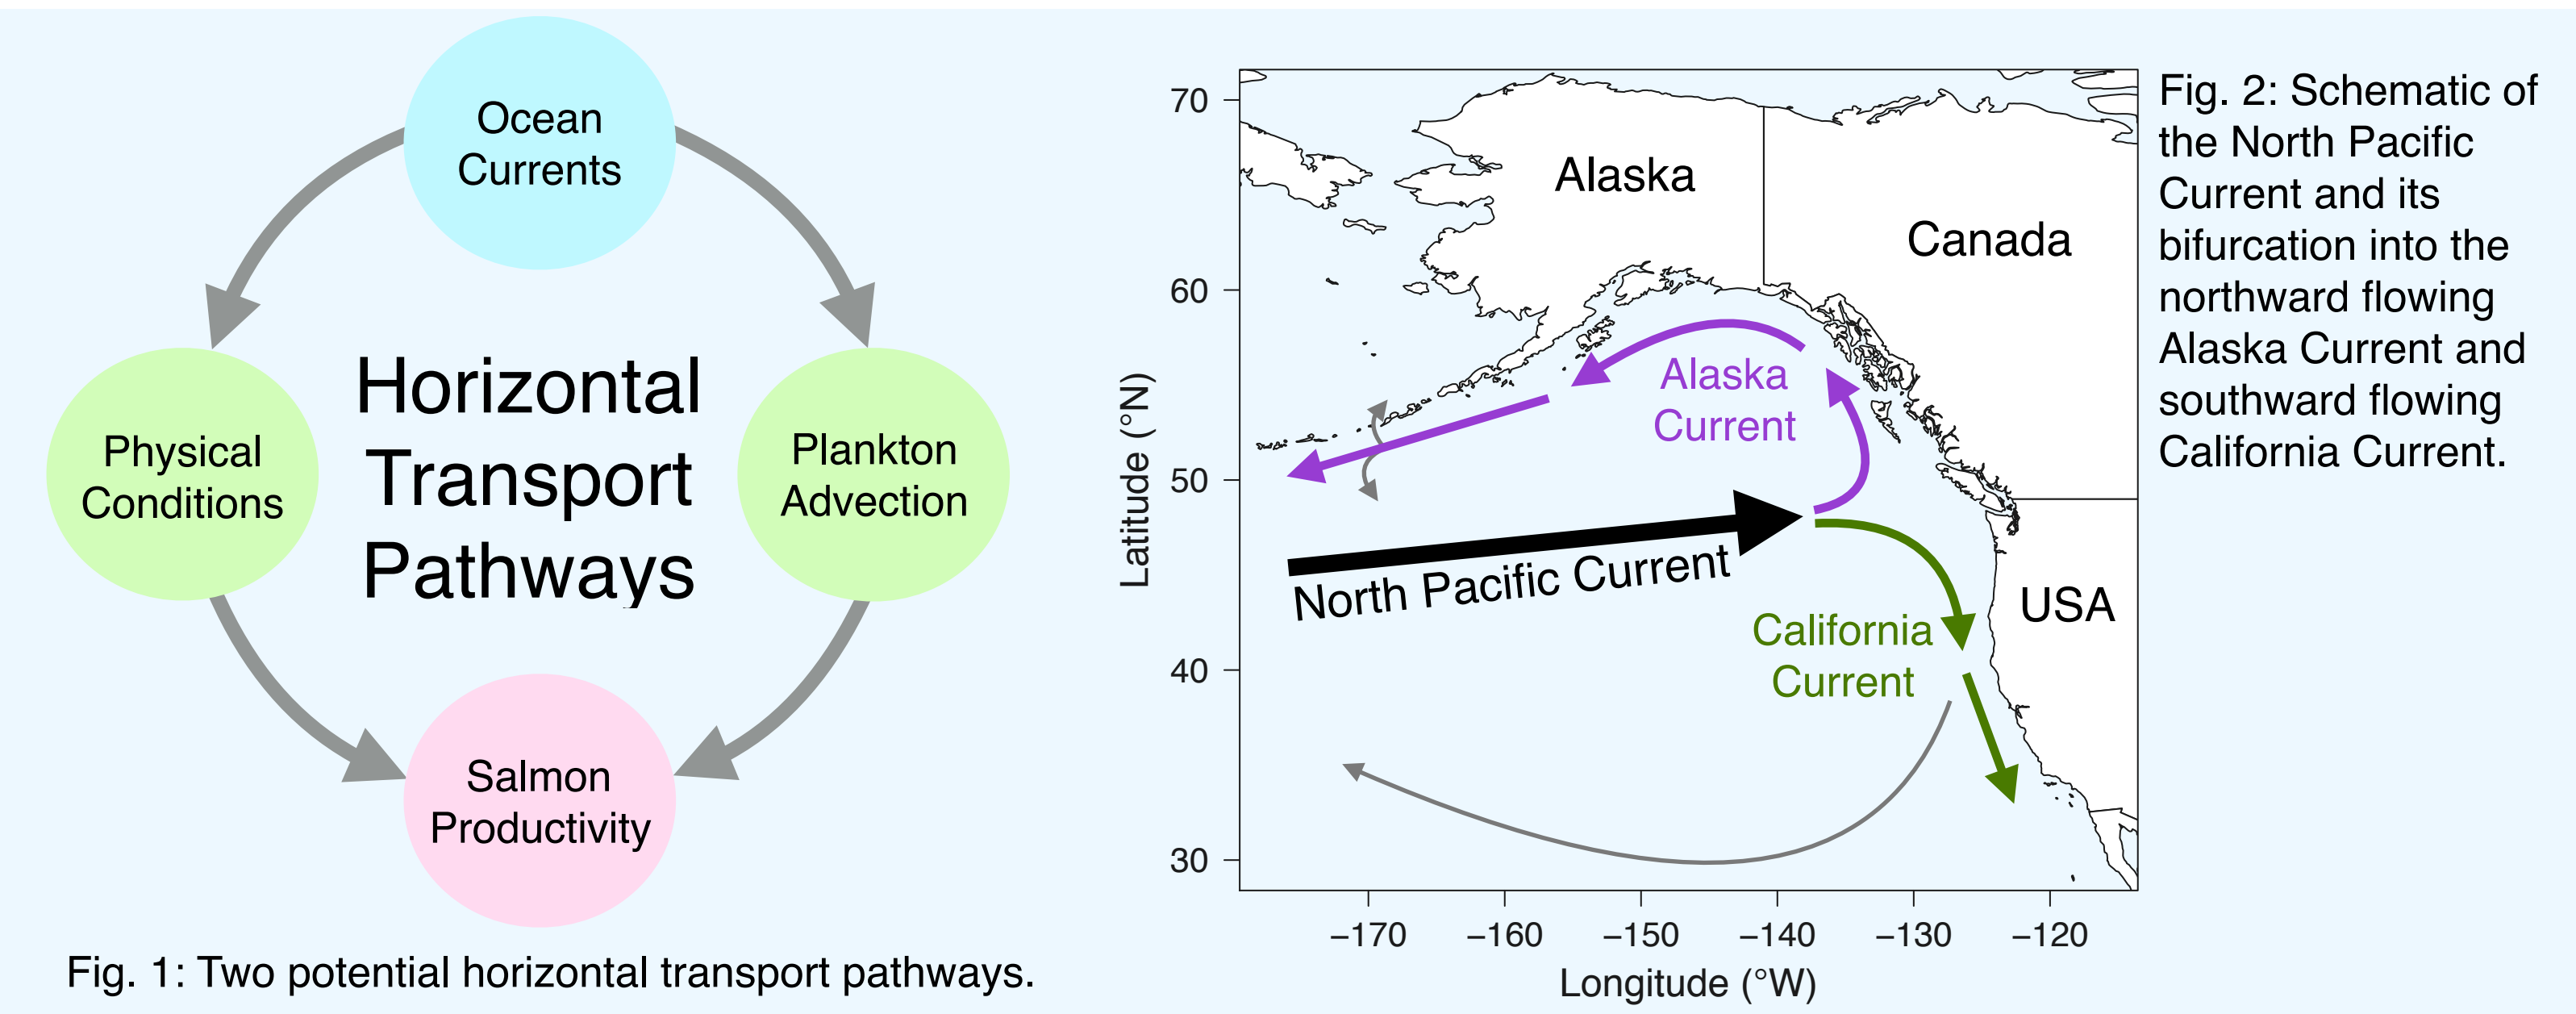 Ocean
Currents
Physical
Conditions
Horizontal
Transport
Pathways
Plankton
Advection
Salmon
Productivity
Fig. 1: Two potential horizontal transport pathways.
70
60
50
40
30
Latitude (°N)
Alaska
Canada
Alaska
Current
North Pacific Current
USA
California
Current
−170
−160
−150
−140
−130
−120
Longitude (°W)
Fig. 2: Schematic of
the North Pacific
Current and its
bifurcation into the
northward flowing
Alaska Current and
southward flowing
California Current.